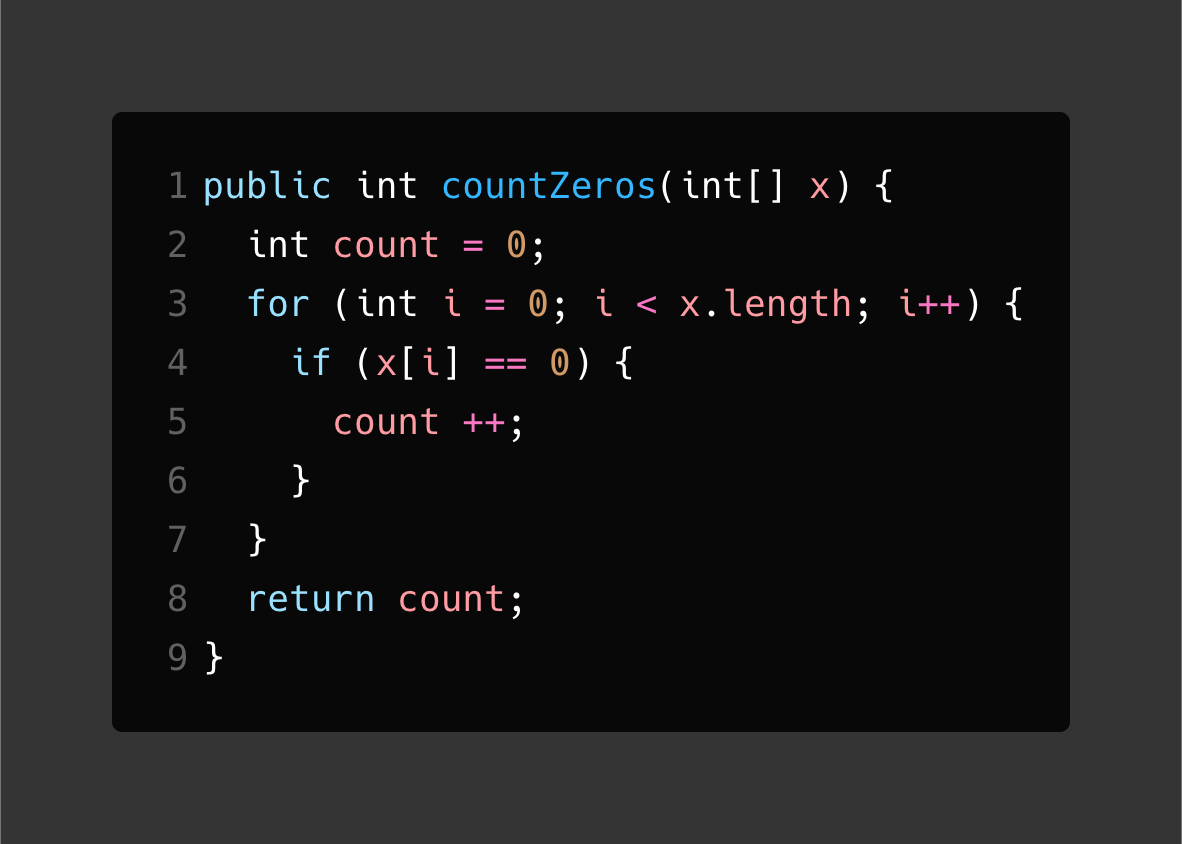 1 public int countZeros(int[] x) {
2   int count = 0;
3   for (int i = 0; i < x.length; i++) {
4     if (x[i] == 0) {
5       count ++;
6     }
7   }
8   return count;
9 }